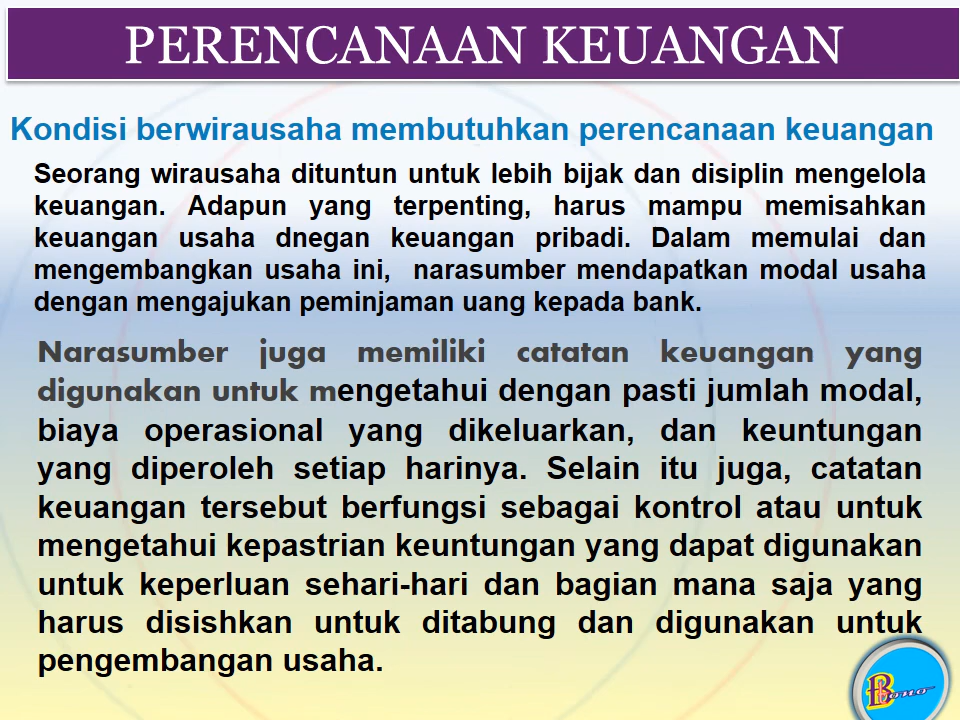 PERENCANAAN KEUANGAN
Kondisi berwirausaha membutuhkan perencanaan keuangan
Seorang wirausaha dituntun untuk lebih bijak dan disiplin mengelola
keuangan. Adapun yang terpenting, harus mampu memisahkan
keuangan usaha dnegan keuangan pribadi. Dalam memulai dan
mengembangkan usaha ini, narasumber mendapatkan modal usaha
dengan mengajukan peminjaman uang kepada bank.
Narasumber juga memiliki catatan keuangan yang
digunakan untuk mengetahui dengan pasti jumlah modal,
biaya operasional yang dikeluarkan, dan keuntungan
yang diperoleh setiap harinya. Selain itu juga, catatan
keuangan tersebut berfungsi sebagai kontrol atau untuk
mengetahui kepastrian keuntungan yang dapat digunakan
untuk keperluan sehari-hari dan bagian mana saja yang
harus disishkan untuk ditabung dan digunakan untuk
pengembangan usaha.
Bono